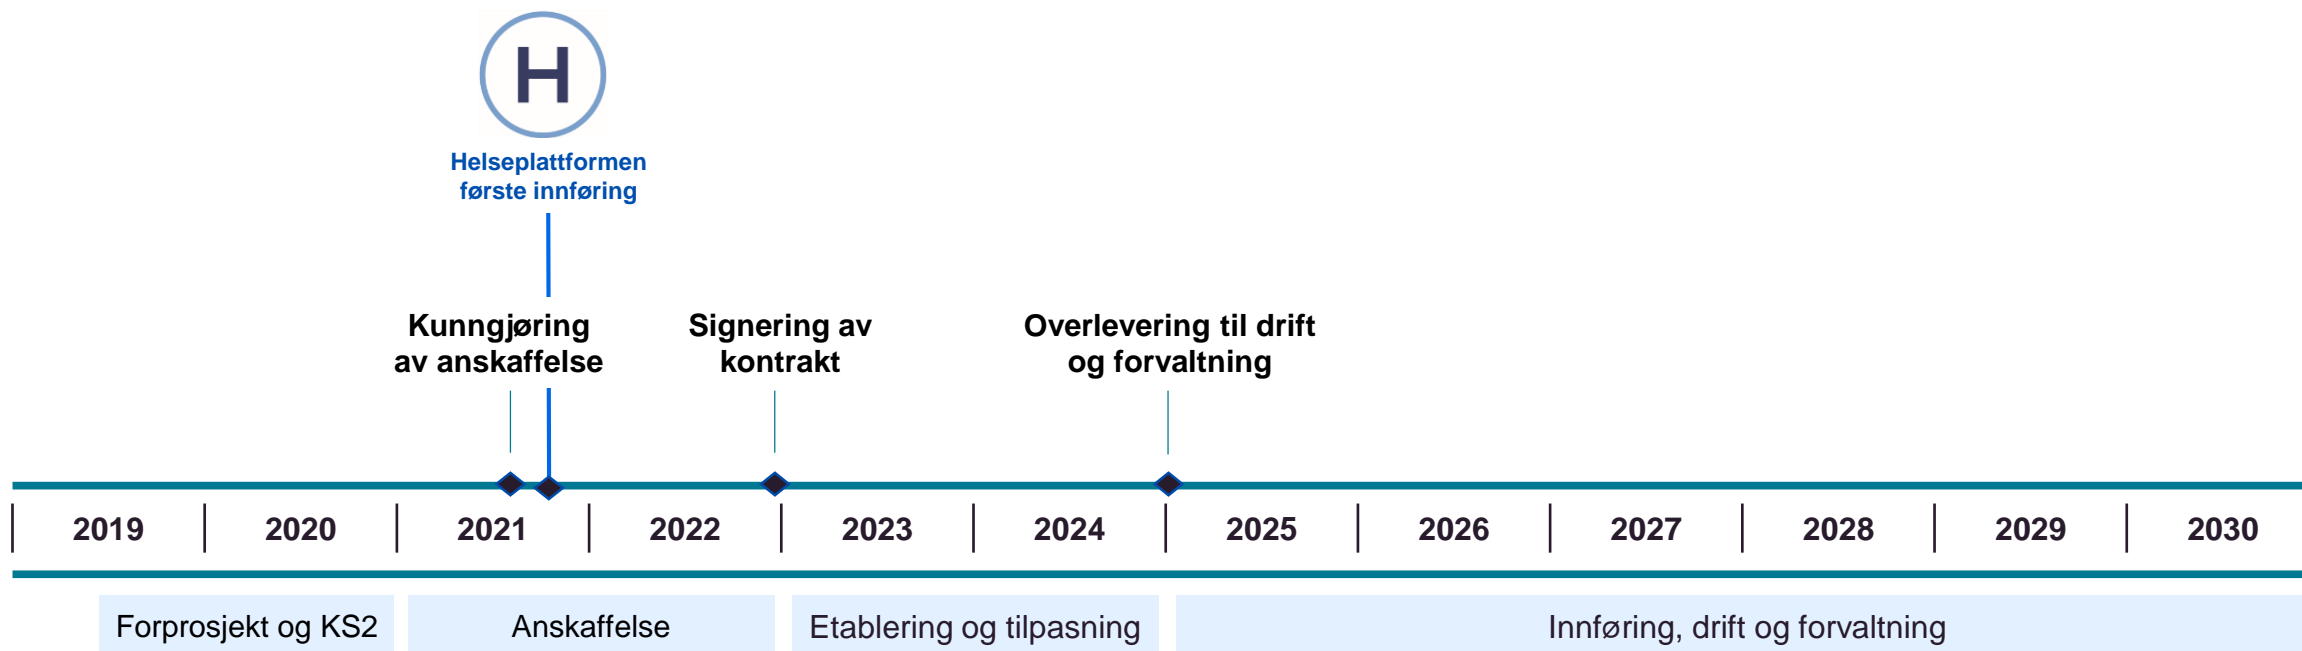 H
Helseplattformen
første innføring
Kunngjøring
av anskaffelse
Signering av
kontrakt
Overlevering til drift
og forvaltning
2019 2020 2021 2022 2023 2024 2025 2026 2027 2028 2029 2030
Forprosjekt og KS2 Anskaffelse Etablering og tilpasning Innføring, drift og forvaltning